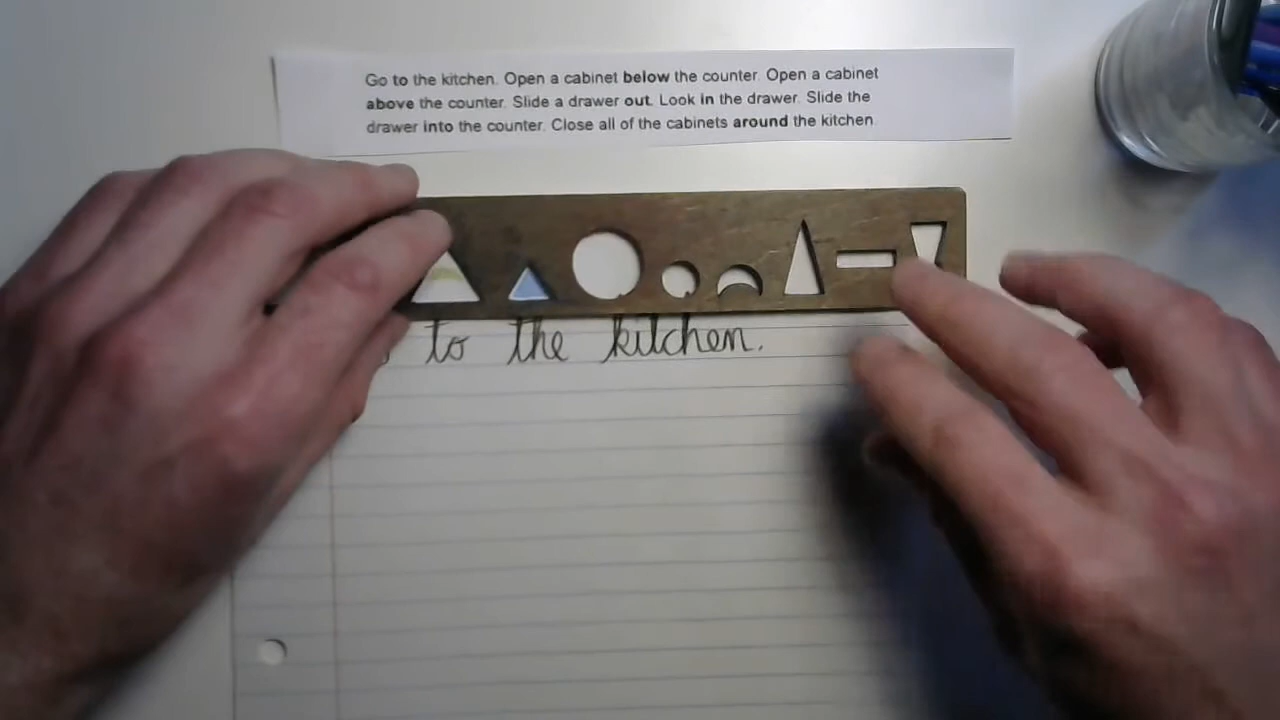 Go to the kitchen. Open a cabinet below the counter. Open a cabinet
above the counter. Slide a drawer out. Look in the drawer. Slide the
drawer into the counter. Close all of the cabinets around the kitchen.
to the kitchen.